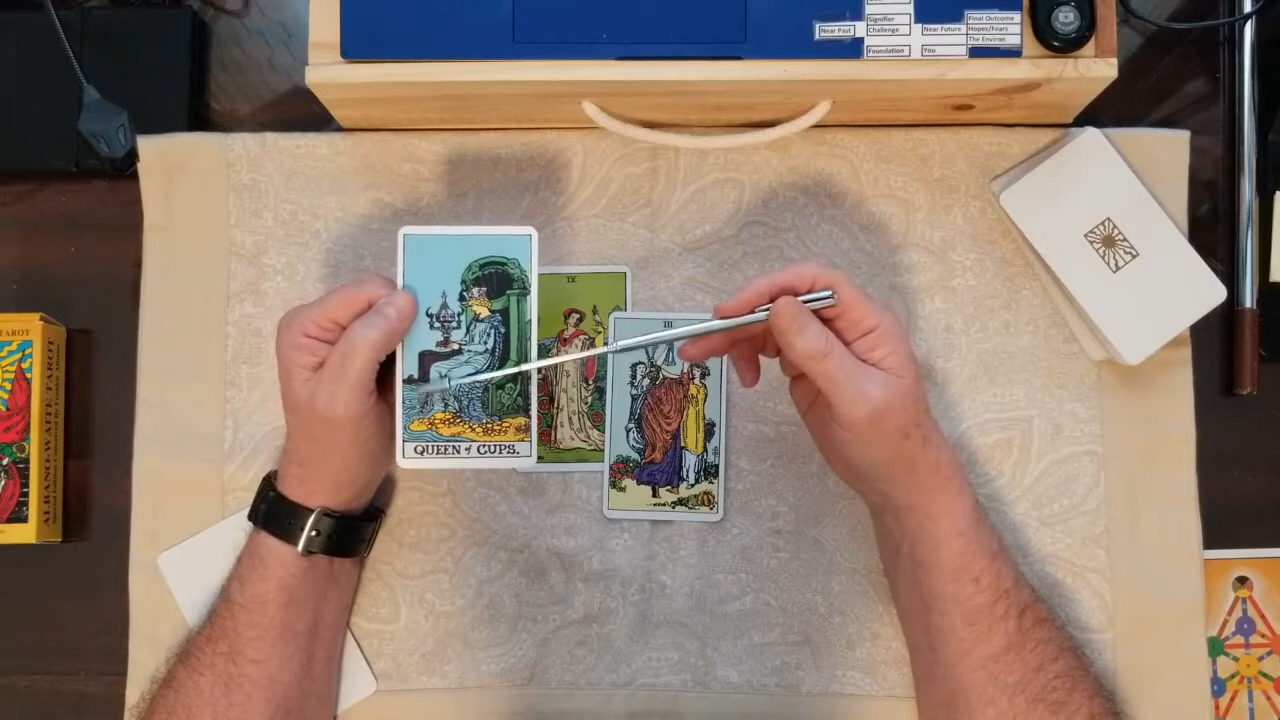 Signifier
Challenge
Foundation
Near Past
Near Future
You
Final Outcome
Hopes/Fears
The Environ
IX
III
QUEEN of CUPS.
TAROT
ALBANO-WAITE TAROT